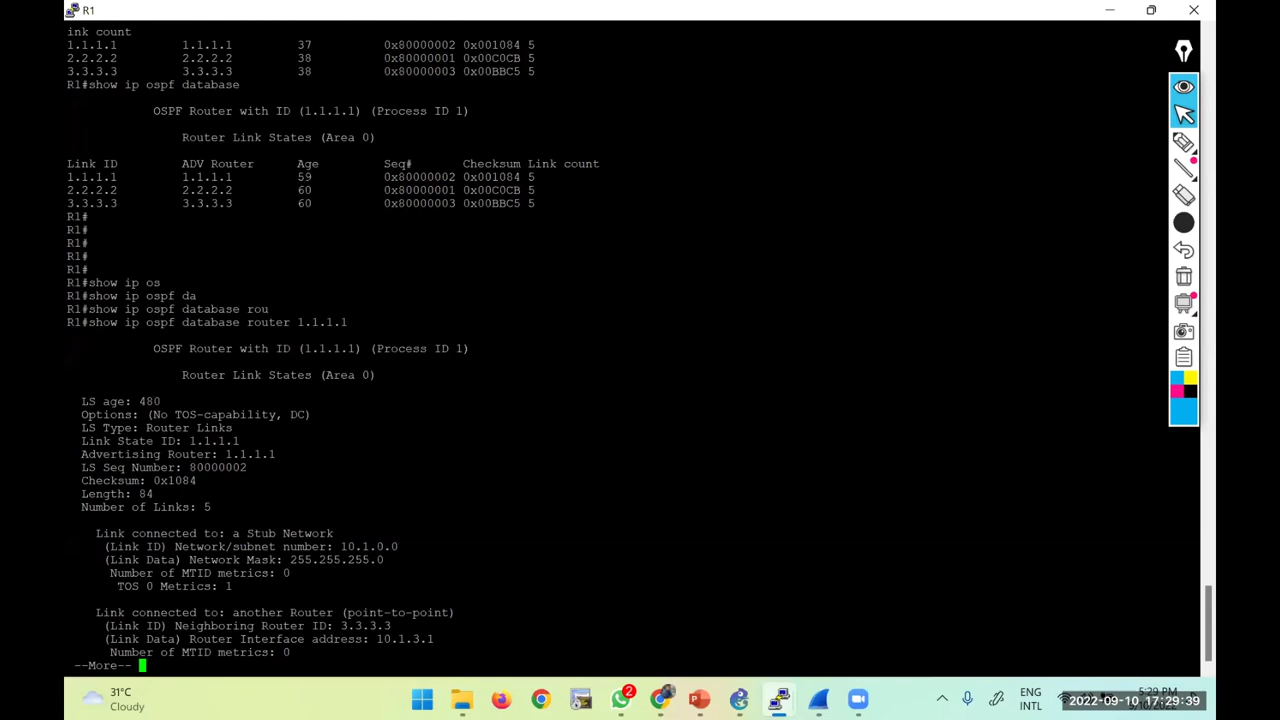 R1
ink count
1.1.1.1 1.1.1.1 37 0x80000002 0x001084 5
2.2.2.2 2.2.2.2 38 0x80000001 0x00C0CB 5
3.3.3.3 3.3.3.3 38 0x80000003 0x00BBC5 5
R1#show ip ospf database
OSPF Router with ID (1.1.1.1) (Process ID 1)
Router Link States (Area 0)
Link ID ADV Router Age Seq# Checksum Link count
1.1.1.1 1.1.1.1 59 0x80000002 0x001084 5
2.2.2.2 2.2.2.2 60 0x80000001 0x00C0CB 5
3.3.3.3 3.3.3.3 60 0x80000003 0x00BBC5 5
R1#
R1#
R1#
R1#
R1#
R1#show ip os
R1#show ip ospf da
R1#show ip ospf database rou
R1#show ip ospf database router 1.1.1.1
OSPF Router with ID (1.1.1.1) (Process ID 1)
Router Link States (Area 0)
LS age: 480
Options: (No TOS-capability, DC)
LS Type: Router Links
Link State ID: 1.1.1.1
Advertising Router: 1.1.1.1
LS Seq Number: 80000002
Checksum: 0x1084
Length: 84
Number of Links: 5
Link connected to: a Stub Network
(Link ID) Network/subnet number: 10.1.0.0
(Link Data) Network Mask: 255.255.255.0
Number of MTID metrics: 0
TOS 0 Metrics: 1
Link connected to: another Router (point-to-point)
(Link ID) Neighboring Router ID: 3.3.3.3
(Link Data) Router Interface address: 10.1.3.1
Number of MTID metrics: 0
--More--
31°C
Cloudy
2
ENG
INTL
5:29 PM
2022-09-10 17:29:39